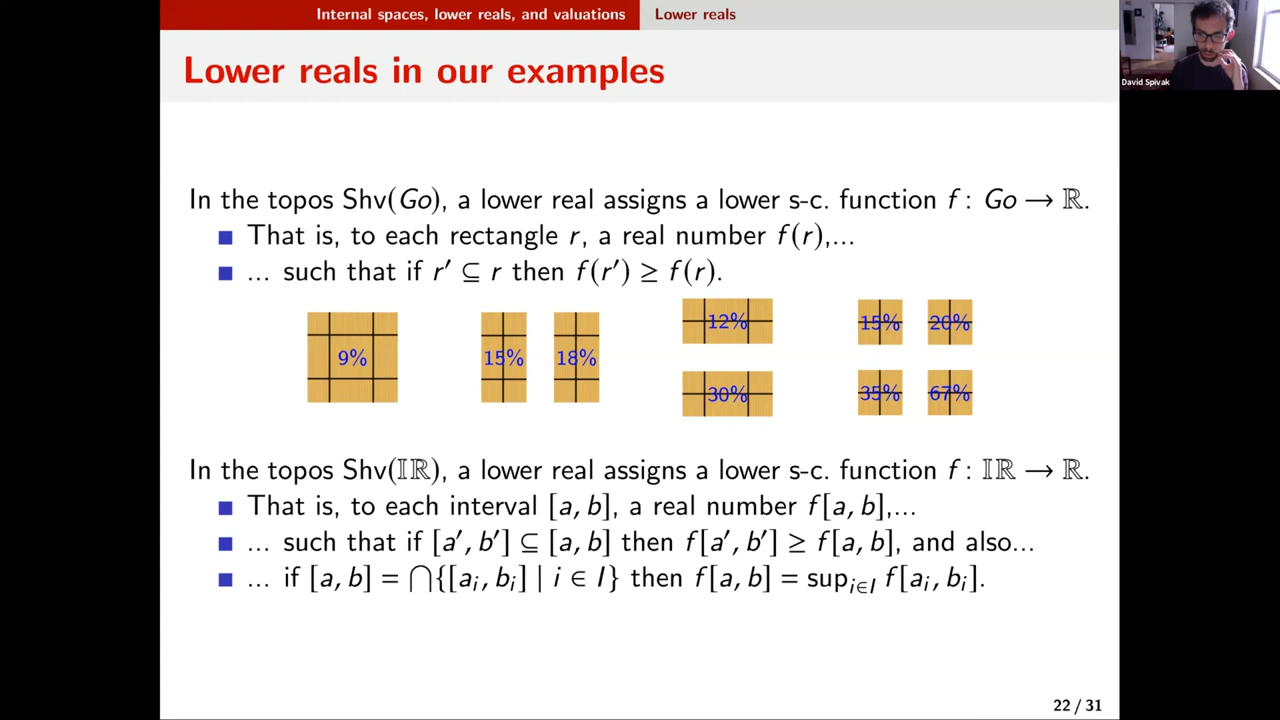 Internal spaces, lower reals, and valuations Lower reals
David Spivak
Lower reals in our examples
In the topos Shv(Go), a lower real assigns a lower s-c. function f : Go → ℝ.
That is, to each rectangle r, a real number f(r),...
... such that if r′ ⊆ r then f(r′) ≥ f(r).
9% 15% 18% 12% 15% 20%
30% 35% 67%
In the topos Shv(𝕀ℝ), a lower real assigns a lower s-c. function f : 𝕀ℝ → ℝ.
That is, to each interval [a, b], a real number f[a, b],...
... such that if [a′, b′] ⊆ [a, b] then f[a′, b′] ≥ f[a, b], and also...
... if [a, b] = ⋂{[aᵢ, bᵢ] | i ∈ I} then f[a, b] = supᵢ∈I f[aᵢ, bᵢ].
22 / 31